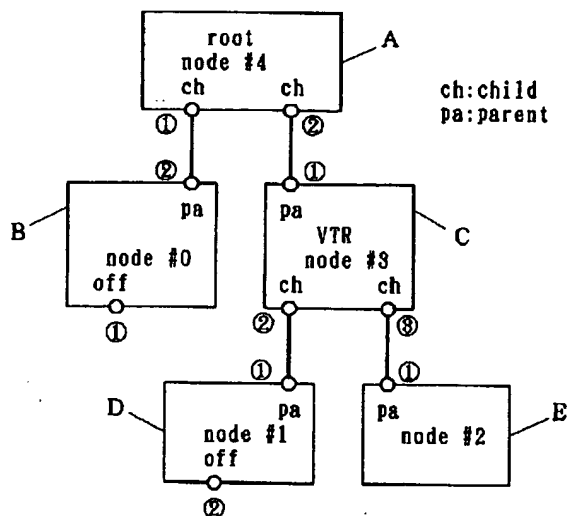 root
node #4
ch ch
A
ch:child
pa:parent
① ②
② ①
pa pa
B
C
node #0
off
①
VTR
node #3
ch ch
② ③
① ①
D
pa pa
E
node #1
off
②
node #2